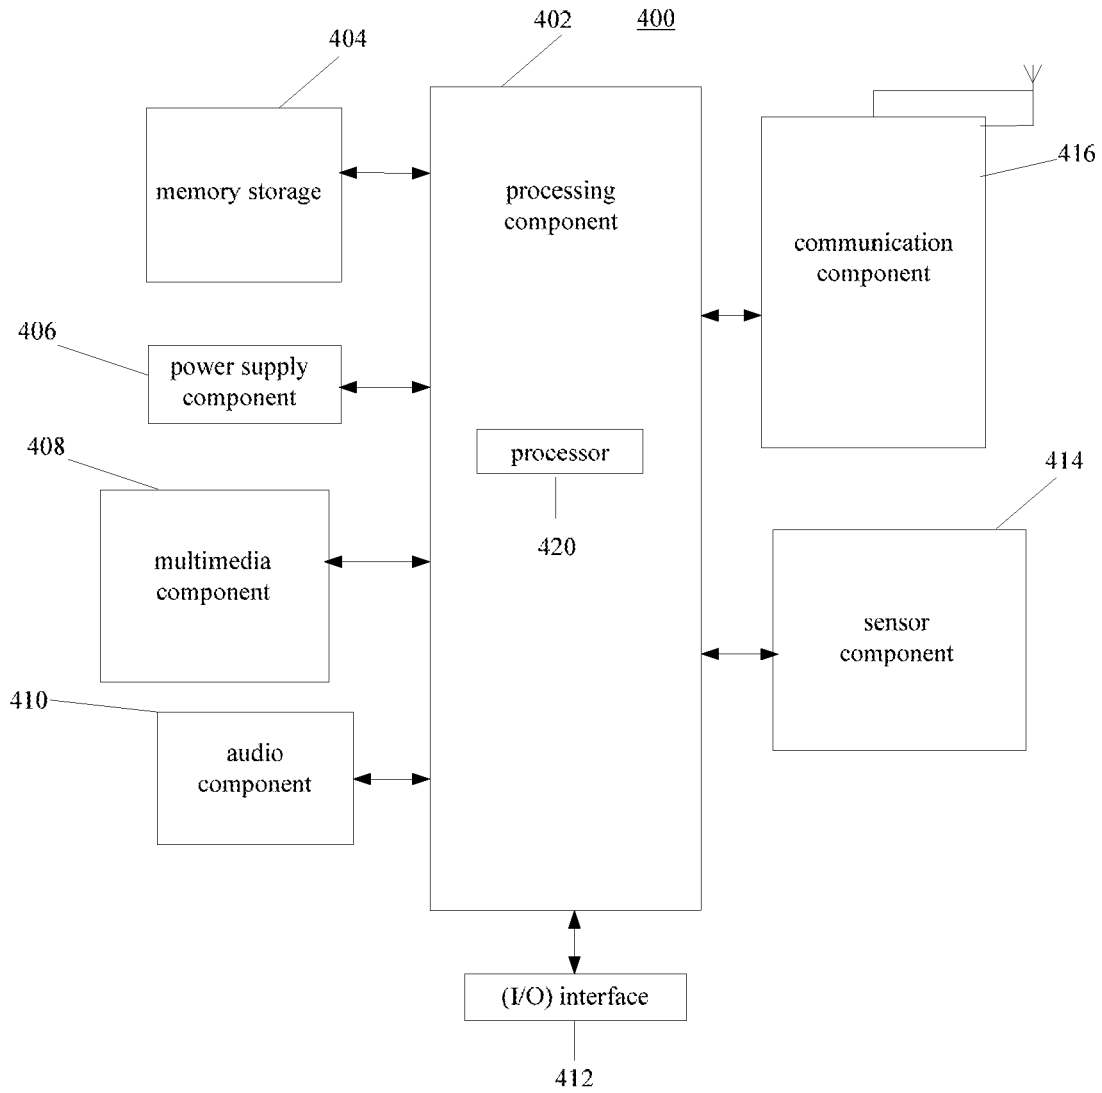 402
400
404
memory storage
processing
component
416
communication
component
406
power supply
component
408
processor
414
420
multimedia
component
sensor
component
410
audio
component
(I/O) interface
412